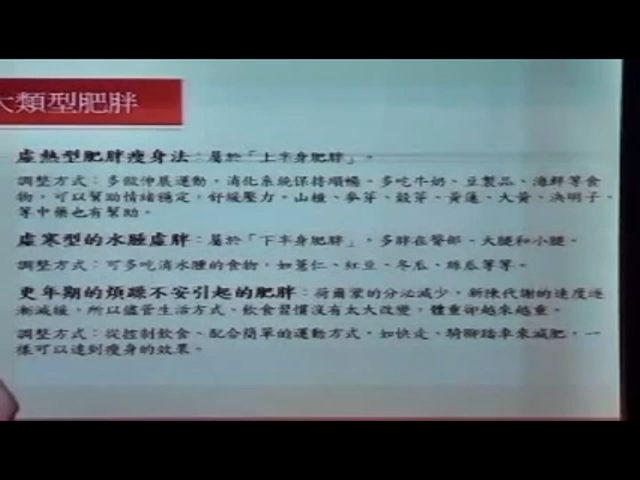 大類型肥胖
虛熱型肥胖瘦身法：屬於「上半身肥胖」。
調整方式：多做伸展運動，消化系統保持順暢。多吃牛奶、豆製品、海鮮等食
物，可以幫助情緒穩定，舒緩壓力。山楂、麥芽、穀芽、黃蓮、大黃、決明子。
等中藥也有幫助。
虛寒型的水腫虛胖：屬於「下半身肥胖」，多胖在臀部、大腿和小腿。
調整方式：可多吃消水腫的食物，如薏仁、紅豆、冬瓜、絲瓜等等。
更年期的煩躁不安引起的肥胖：荷爾蒙的分泌減少，新陳代謝的速度逐
漸減緩，所以儘管生活方式、飲食習慣沒有太大改變，體重卻越來越重。
調整方式：從控制飲食、配合簡單的運動方式，如快走、騎腳踏車來減肥，一
樣可以達到瘦身的效果。